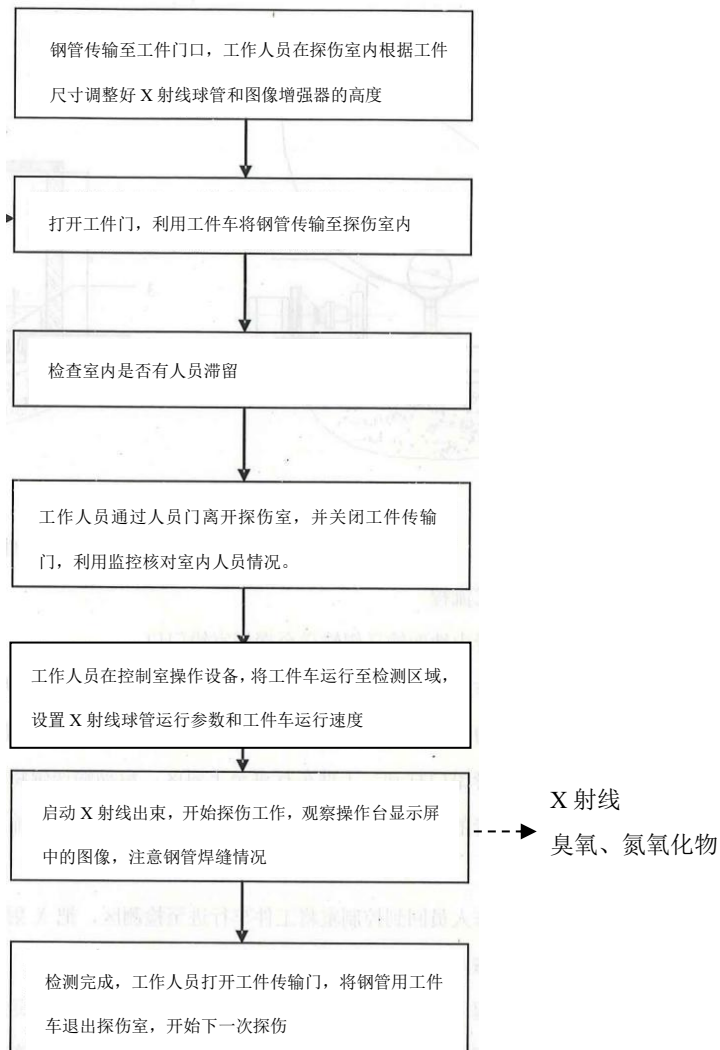 钢管传输至工件门口，工作人员在探伤室内根据工件
尺寸调整好 X 射线球管和图像增强器的高度
打开工件门，利用工件车将钢管传输至探伤室内
检查室内是否有人员滞留
工作人员通过人员门离开探伤室，并关闭工件传输
门，利用监控核对室内人员情况。
工作人员在控制室操作设备，将工件车运行至检测区域，
设置 X 射线球管运行参数和工件车运行速度
启动 X 射线出束，开始探伤工作，观察操作台显示屏
中的图像，注意钢管焊缝情况
X 射线
臭氧、氮氧化物
检测完成，工作人员打开工件传输门，将钢管用工件
车退出探伤室，开始下一次探伤